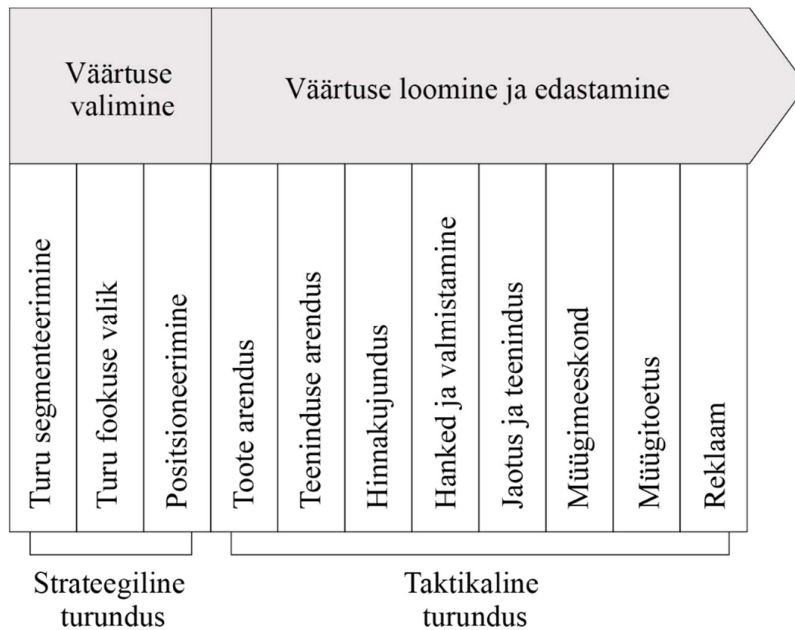 Väärtuse
valimine
Väärtuse loomine ja edastamine
Turu segmenteerimine
Turu fookuse valik
Positsioneerimine
Toote arendus
Teeninduse arendus
Hinnakujundus
Hanked ja valmistamine
Jaotus ja teenindus
Müügimeeskond
Müügitoetus
Reklaam
Strateegiline
turundus
Taktikaline
turundus